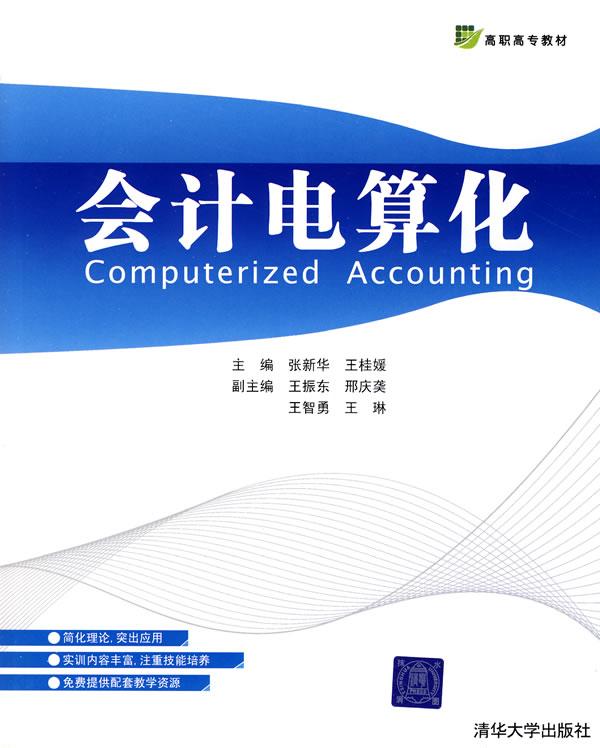 高职高专教材
会计电算化
Computerized Accounting
主 编 张新华 王桂媛
副主编 王振东 邢庆䶮
王智勇 王 琳
简化理论,突出应用
实训内容丰富,注重技能培养
免费提供配套教学资源
清华大学出版社